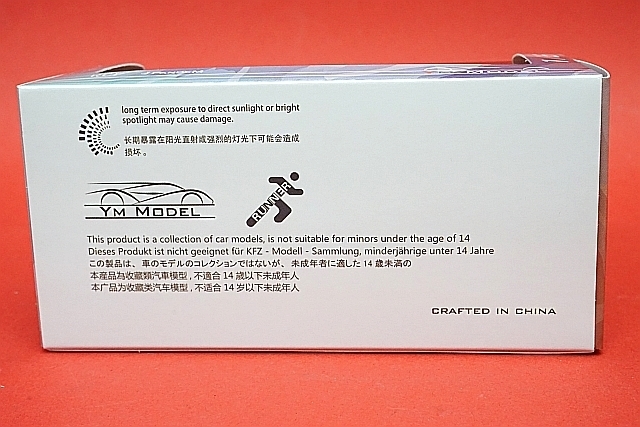 long term exposure to direct sunlight or bright
spotlight may cause damage.
长期暴露在阳光直射或强烈的灯光下可能会造成
损坏。
YM MODEL
RUNNER
This product is a collection of car models, is not suitable for minors under the age of 14
Dieses Produkt ist nicht geeignet für KFZ - Modell - Sammlung, minderjährige unter 14 Jahre
この製品は、車のモデルのコレクションではないが、未成年者に適した 14 歳未満の
本産品為收藏類汽車模型，不適合 14 歳以下未成年人
本广品为收藏类汽车模型，不适合 14 岁以下未成年人
CRAFTED IN CHINA